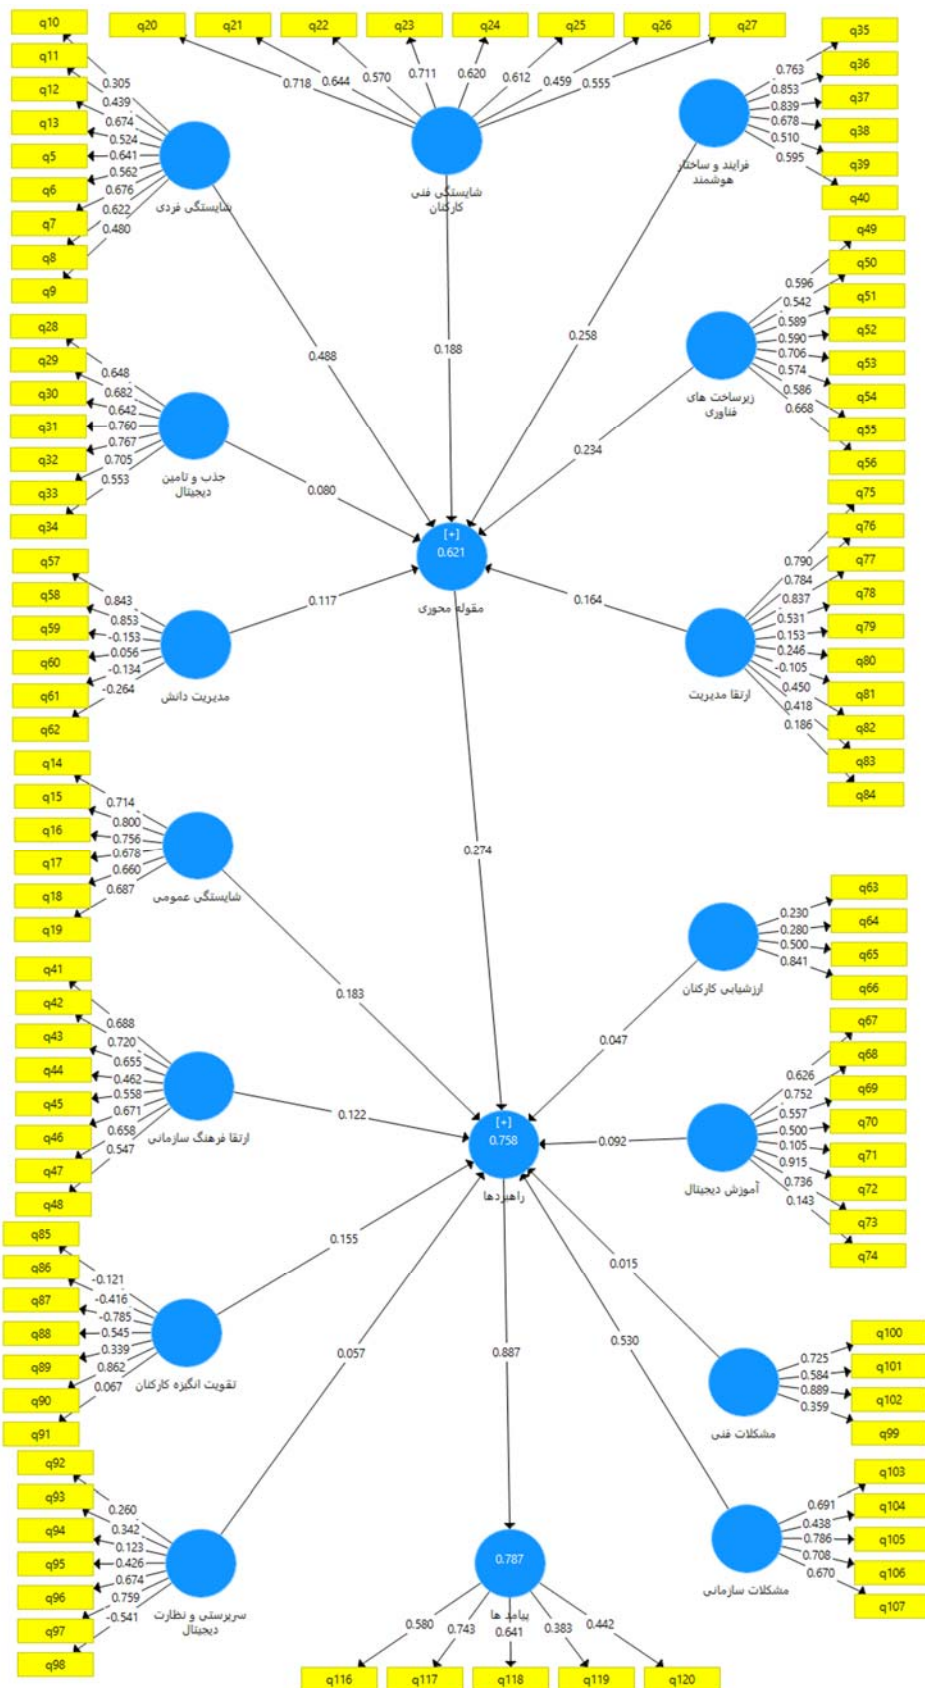 q10
q11
q12
q13
q5
q6
q7
q8
q9
0.305
0.439
0.674
0.524
0.641
0.562
0.676
0.622
0.480
شایستگی فردی
q20
q21
q22
q23
q24
q25
q26
q27
0.718
0.644
0.570
0.711
0.620
0.612
0.459
0.555
شایستگی فنی
کارکنان
q35
q36
q37
q38
q39
q40
0.763
0.853
0.839
0.678
0.510
0.595
فرایند و ساختار
هوشمند
q28
q29
q30
q31
q32
q33
q34
0.648
0.682
0.642
0.760
0.767
0.705
0.553
جذب و تامین
دیجیتال
q49
q50
q51
q52
q53
q54
q55
q56
0.596
0.542
0.589
0.590
0.706
0.574
0.586
0.668
زیرساخت های
فناوری
0.488
0.188
0.258
0.234
0.080
0.117
0.164
[+]
0.621
مقوله محوری
q57
q58
q59
q60
q61
q62
0.843
0.853
-0.153
0.056
-0.134
-0.264
مدیریت دانش
q75
q76
q77
q78
q79
q80
q81
q82
q83
q84
0.790
0.784
0.837
0.531
0.153
0.246
-0.105
0.450
0.418
0.186
ارتقا مدیریت
q14
q15
q16
q17
q18
q19
0.714
0.800
0.756
0.678
0.660
0.687
شایستگی عمومی
0.274
q63
q64
q65
q66
0.230
0.280
0.500
0.841
ارزشیابی کارکنان
0.183
0.047
q41
q42
q43
q44
q45
q46
q47
q48
0.688
0.720
0.655
0.462
0.558
0.671
0.658
0.547
ارتقا فرهنگ سازمانی
0.122
[+]
0.758
راهبردها
0.092
q67
q68
q69
q70
q71
q72
q73
q74
0.626
0.752
0.557
0.500
0.105
0.915
0.736
0.143
آموزش دیجیتال
q85
q86
q87
q88
q89
q90
q91
-0.121
-0.416
-0.785
0.545
0.339
0.862
0.067
تقویت انگیزه کارکنان
0.155
0.057
0.887
0.530
0.015
q100
q101
q102
q99
0.725
0.584
0.889
0.359
مشکلات فنی
q92
q93
q94
q95
q96
q97
q98
0.260
0.342
0.123
0.426
0.674
0.759
-0.541
سرپرستی و نظارت
دیجیتال
q103
q104
q105
q106
q107
0.691
0.438
0.786
0.708
0.670
مشکلات سازمانی
0.787
پیامد ها
0.580
0.743
0.641
0.383
0.442
q116
q117
q118
q119
q120